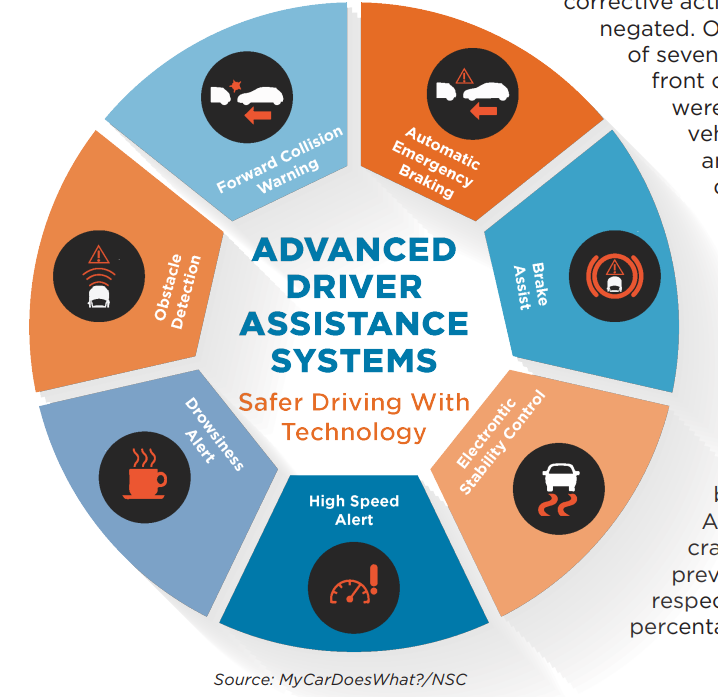 corrective acti
negated. O
of seven
front
were
veh
Forward Collision
Warning
Automatic
Emergency
Braking
Obstacle
Detection
Brake
Assist
ADVANCED
DRIVER
ASSISTANCE
SYSTEMS
Safer Driving With
Technology
Drowsiness
Alert
Electrontic
Stability Control
High Speed
Alert
A
cra
prev
respec
percenta
Source: MyCarDoesWhat?/NSC